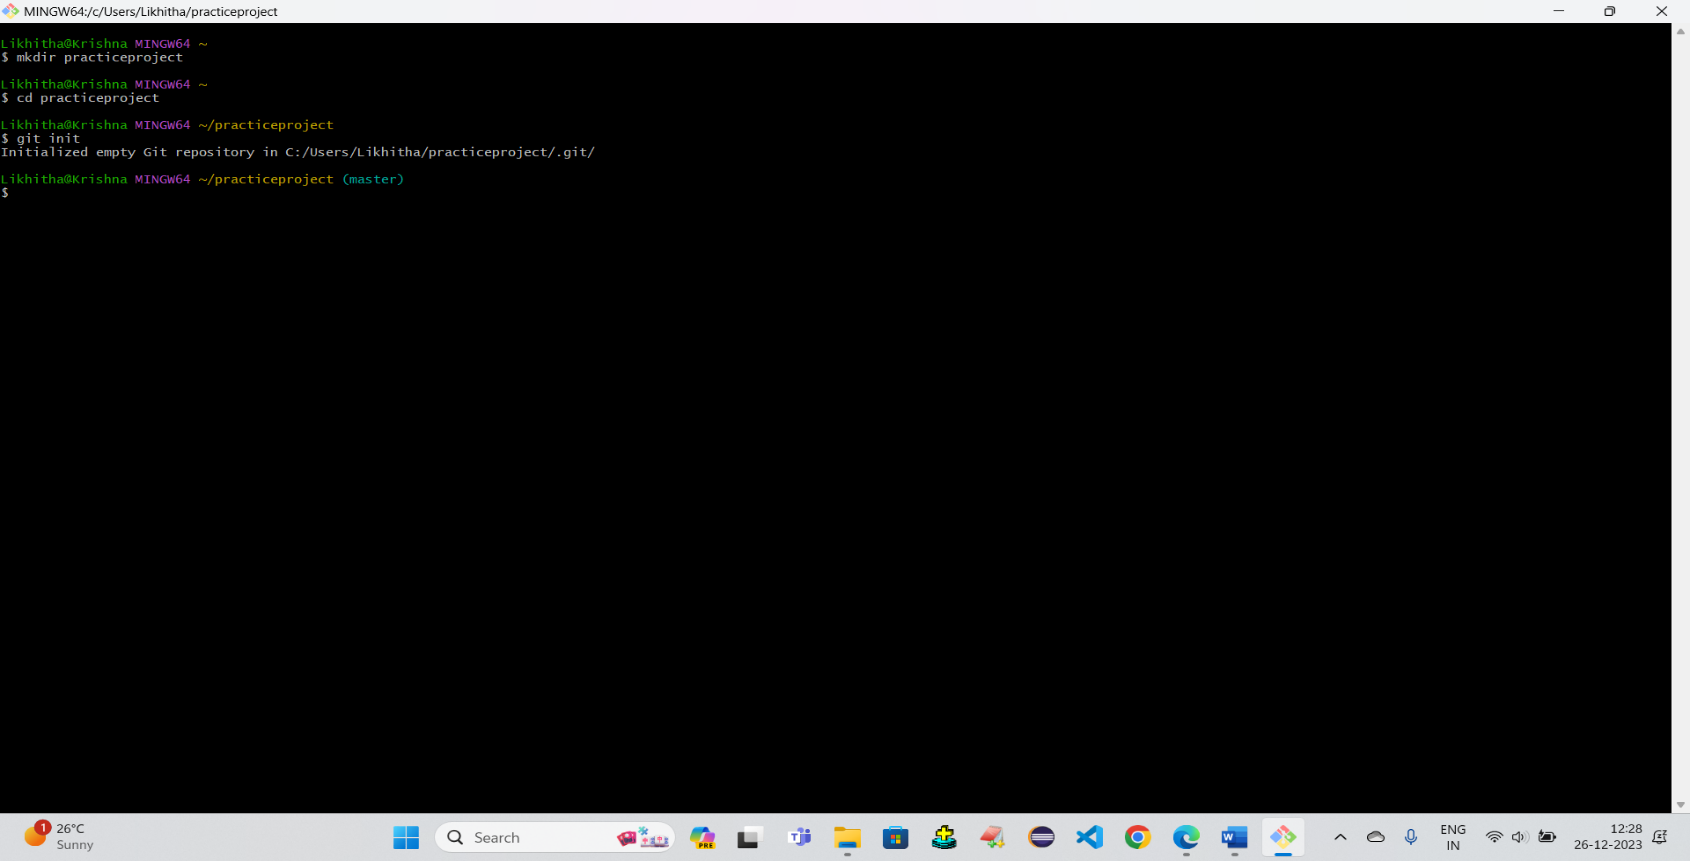 MINGW64:/c/Users/Likhitha/practiceproject
Likhitha@Krishna MINGW64 ~
$ mkdir practiceproject
Likhitha@Krishna MINGW64 ~
$ cd practiceproject
Likhitha@Krishna MINGW64 ~/practiceproject
$ git init
Initialized empty Git repository in C:/Users/Likhitha/practiceproject/.git/
Likhitha@Krishna MINGW64 ~/practiceproject (master)
$
1
26°C
Sunny
Search
PRE
ENG
IN
12:28
26-12-2023